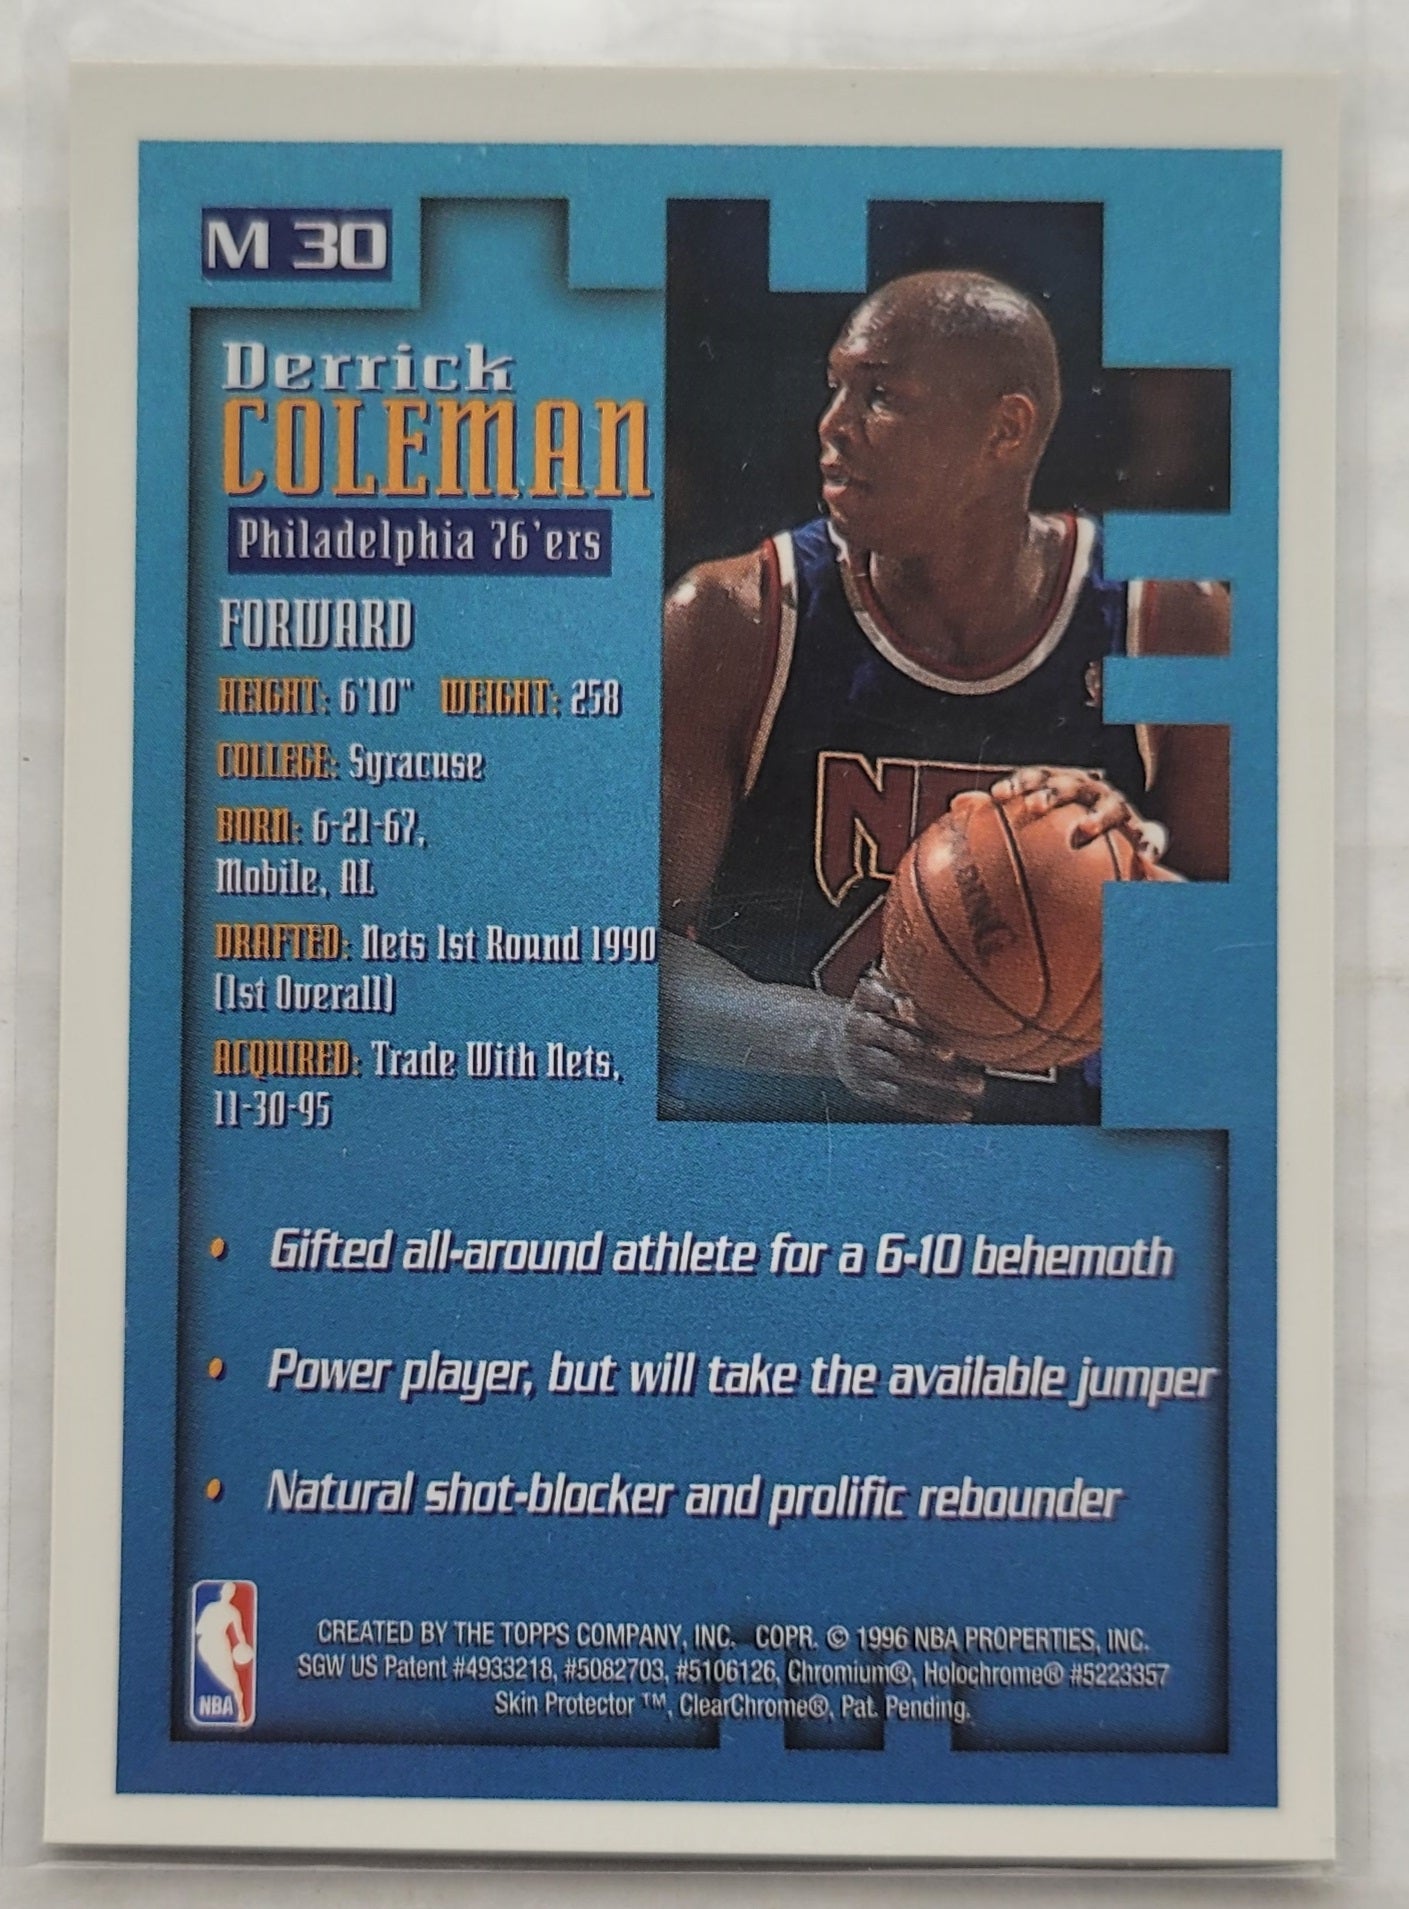 M 30
Derrick
COLEMAN
Philadelphia 76'ers
FORWARD
HEIGHT: 6'10" WEIGHT: 258
COLLEGE: Syracuse
BORN: 6-21-67,
Mobile, AL
DRAFTED: Nets 1st Round 1990
(1st Overall)
ACQUIRED: Trade With Nets,
11-30-95
• Gifted all-around athlete for a 6-10 behemoth
• Power player, but will take the available jumper
• Natural shot-blocker and prolific rebounder
NBA
CREATED BY THE TOPPS COMPANY, INC. COPR. © 1996 NBA PROPERTIES, INC.
SGW US Patent #4933218, #5082703, #5106126, Chromium®, Holochrome® #5223357
Skin Protector ™, ClearChrome®, Pat. Pending.